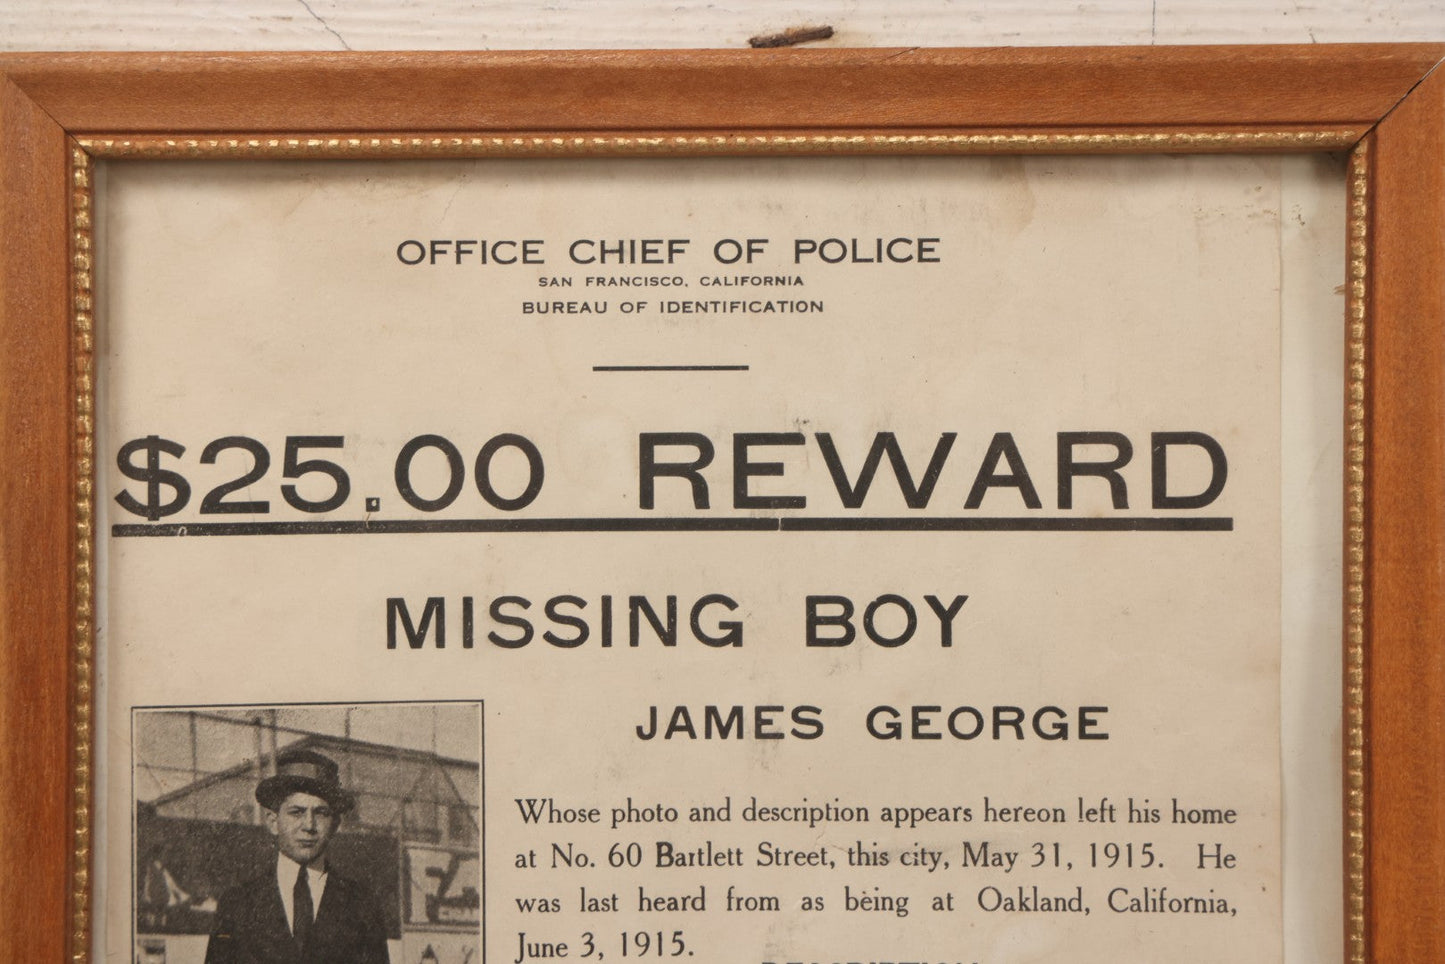 OFFICE CHIEF OF POLICE
SAN FRANCISCO, CALIFORNIA
BUREAU OF IDENTIFICATION
$25.00 REWARD
MISSING BOY
JAMES GEORGE
Whose photo and description appears hereon left his home
at No. 60 Bartlett Street, this city, May 31, 1915. He
was last heard from as being at Oakland, California,
June 3, 1915.
DESCRIPTION